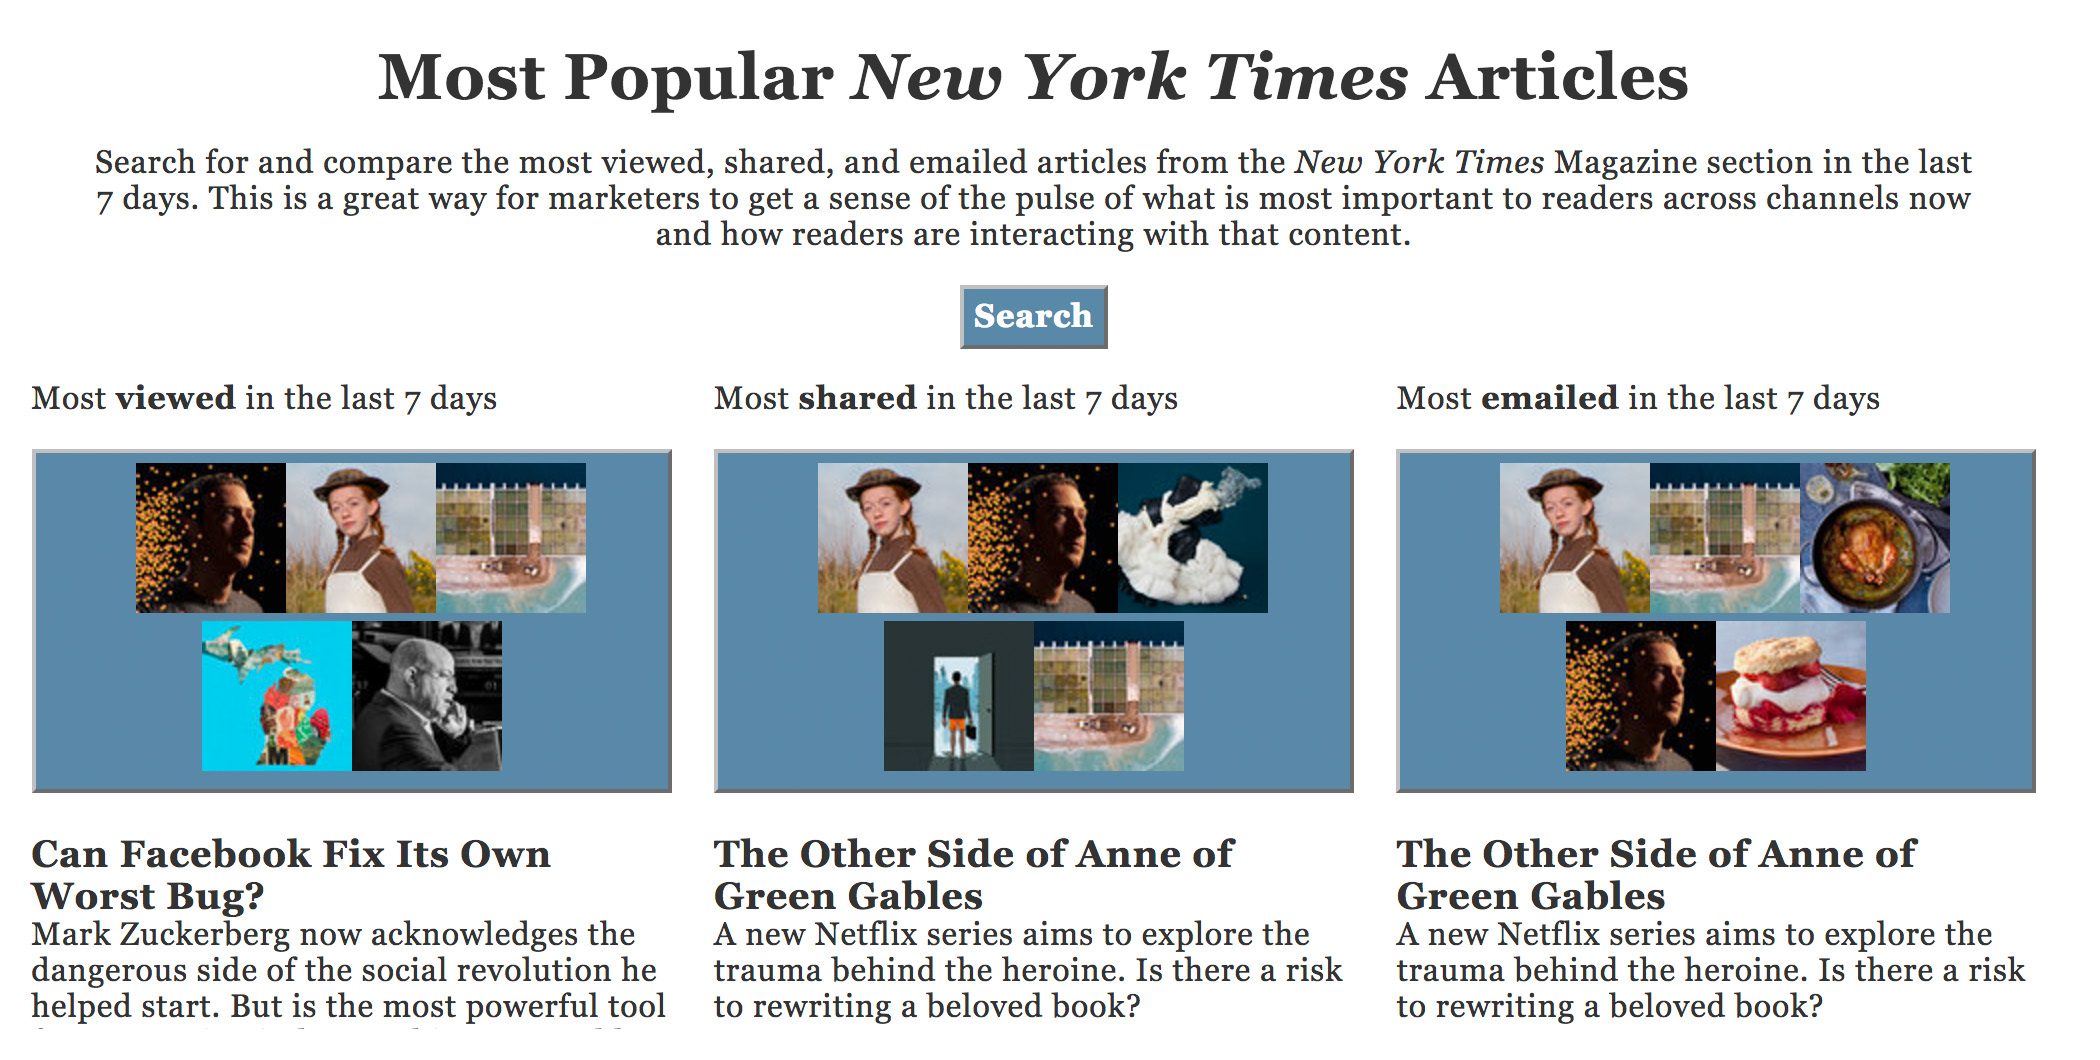 Most Popular New York Times Articles
Search for and compare the most viewed, shared, and emailed articles from the New York Times Magazine section in the last
7 days. This is a great way for marketers to get a sense of the pulse of what is most important to readers across channels now
and how readers are interacting with that content.
Search
Most viewed in the last 7 days
Can Facebook Fix Its Own
Worst Bug?
Mark Zuckerberg now acknowledges the
dangerous side of the social revolution he
helped start. But is the most powerful tool
Most shared in the last 7 days
The Other Side of Anne of
Green Gables
A new Netflix series aims to explore the
trauma behind the heroine. Is there a risk
to rewriting a beloved book?
Most emailed in the last 7 days
The Other Side of Anne of
Green Gables
A new Netflix series aims to explore the
trauma behind the heroine. Is there a risk
to rewriting a beloved book?